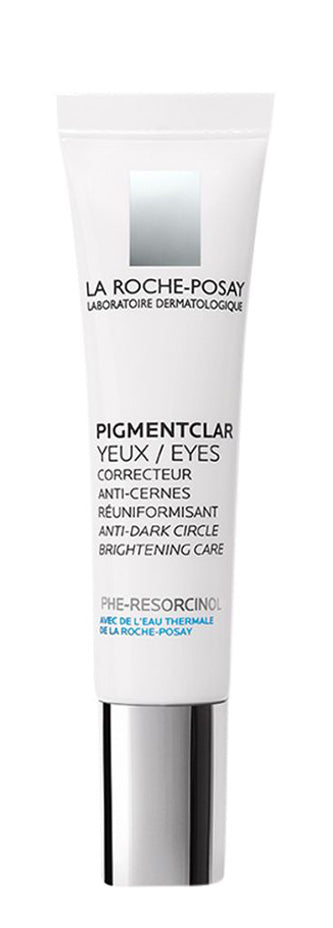 LA ROCHE-POSAY
LABORATOIRE DERMATOLOGIQUE
PIGMENTCLAR
YEUX / EYES
CORRECTEUR
ANTI-CERNES
RÉUNIFORMISANT
ANTI-DARK CIRCLE
BRIGHTENING CARE
PHE-RESORCINOL
AVEC DE L'EAU THERMALE
DE LA ROCHE-POSAY